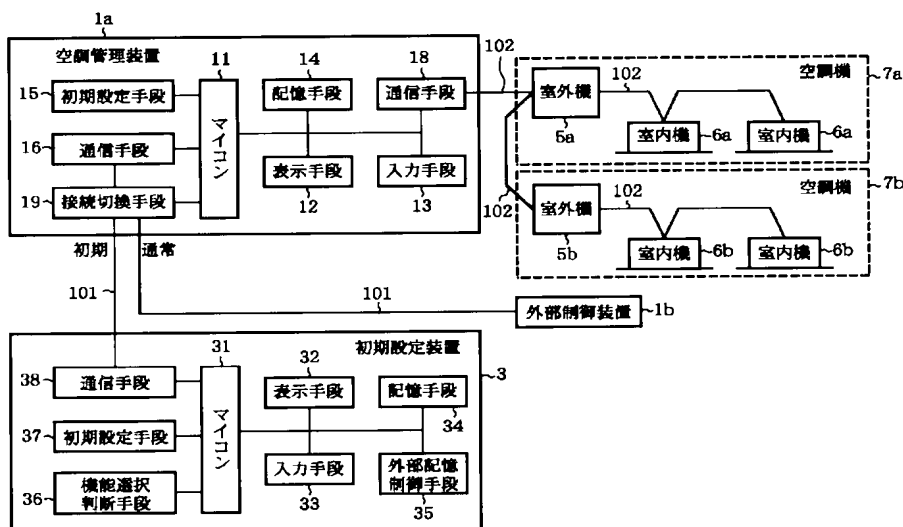 1a
空調管理装置
11
マイコン
14
記憶手段
18
通信手段
102
15
初期設定手段
16
通信手段
19
接続切換手段
表示手段
12
入力手段
13
空調機
7a
室外機
5a
102
室内機
6a
室内機
6a
102
空調機
7b
室外機
5b
102
室内機
6b
室内機
6b
初期
通常
101
101
外部制御装置
1b
初期設定装置
3
31
マイコン
32
表示手段
記憶手段
34
38
通信手段
37
初期設定手段
36
機能選択
判断手段
入力手段
33
外部記憶
制御手段
35